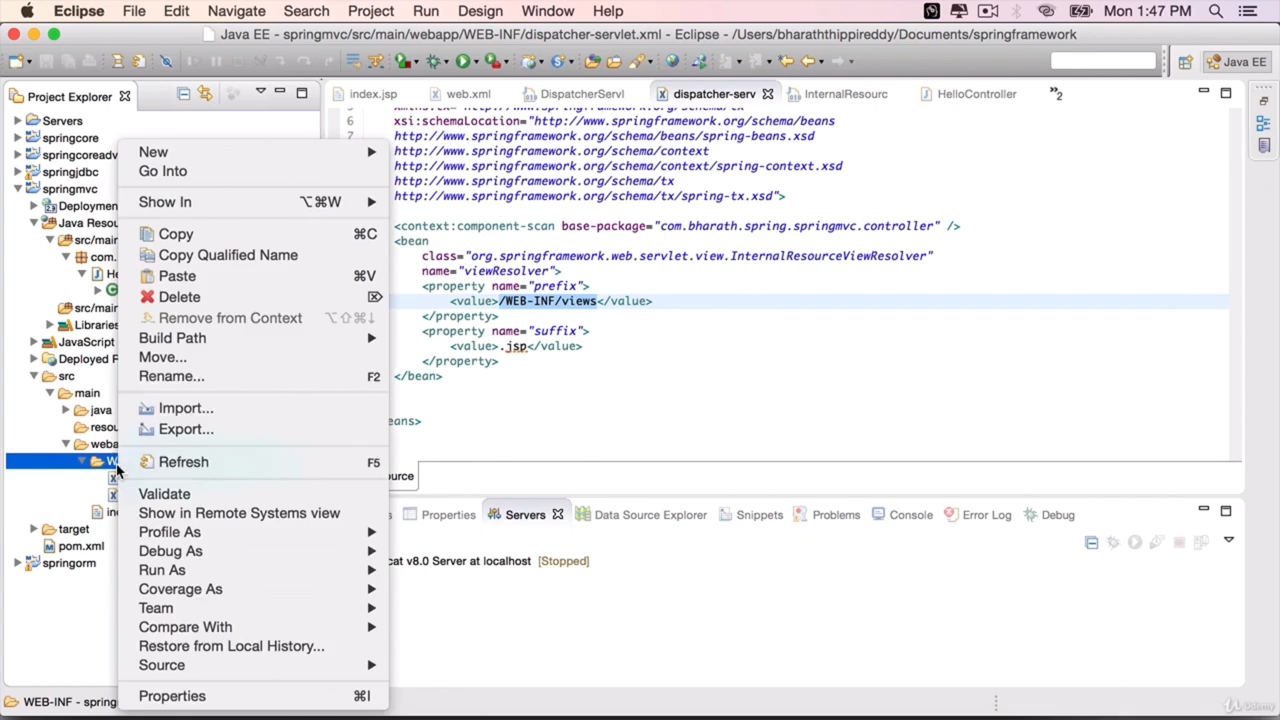 Eclipse File Edit Navigate Search Project Run Design Window Help Mon 1:47 PM
Java EE - springmvc/src/main/webapp/WEB-INF/dispatcher-servlet.xml - Eclipse - /Users/bharaththippireddy/Documents/springframework
Java EE
Project Explorer
index.jsp web.xml DispatcherServl dispatcher-serv InternalResourc HelloController »2
Servers
springcore
springcoreadv
springjdbc
springmvc
Deploymen
Java Resou
src/main
com.
He
src/main
Libraries
JavaScript
Deployed R
src
main
java
resou
weba
W
ind
target
pom.xml
springorm
New
Go Into
Show In ⌥⌘W
Copy ⌘C
Copy Qualified Name
Paste ⌘V
Delete ⌦
Remove from Context ⌥⇧⌘↓
Build Path
Move...
Rename... F2
Import...
Export...
Refresh F5
Validate
Show in Remote Systems view
Profile As
Debug As
Run As
Coverage As
Team
Compare With
Restore from Local History...
Source
Properties ⌘I
6 xsi:schemaLocation="http://www.springframework.org/schema/beans
7 http://www.springframework.org/schema/beans/spring-beans.xsd
http://www.springframework.org/schema/context
http://www.springframework.org/schema/context/spring-context.xsd
http://www.springframework.org/schema/tx
http://www.springframework.org/schema/tx/spring-tx.xsd">
<context:component-scan base-package="com.bharath.spring.springmvc.controller" />
<bean
class="org.springframework.web.servlet.view.InternalResourceViewResolver"
name="viewResolver">
<property name="prefix">
<value>/WEB-INF/views</value>
</property>
<property name="suffix">
<value>.jsp</value>
</property>
</bean>
eans>
ource
Properties Servers Data Source Explorer Snippets Problems Console Error Log Debug
cat v8.0 Server at localhost [Stopped]
WEB-INF - spring
Udemy